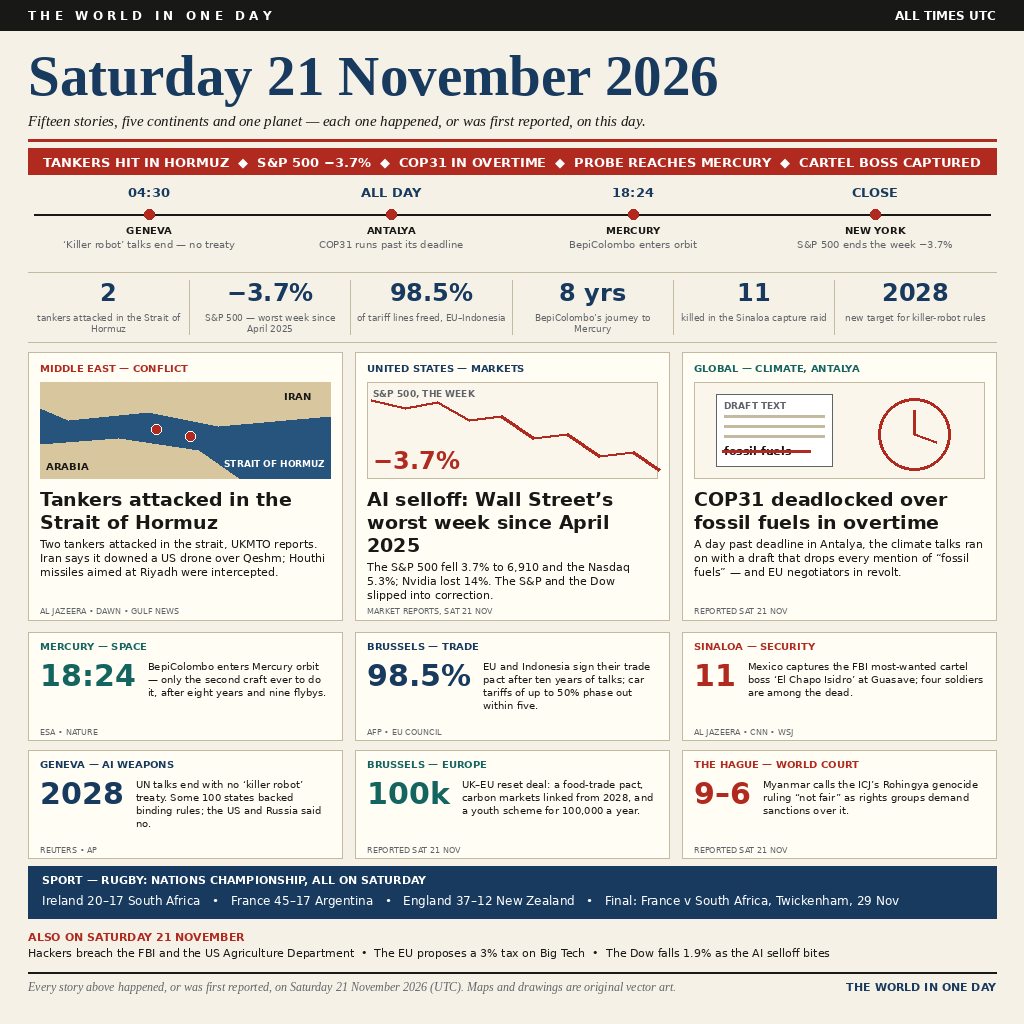 THE WORLD IN ONE DAY
ALL TIMES UTC
Saturday 21 November 2026
Fifteen stories, five continents and one planet — each one happened, or was first reported, on this day.
TANKERS HIT IN HORMUZ ◆ S&P 500 −3.7% ◆ COP31 IN OVERTIME ◆ PROBE REACHES MERCURY ◆ CARTEL BOSS CAPTURED
04:30
GENEVA
‘Killer robot’ talks end — no treaty
ALL DAY
ANTALYA
COP31 runs past its deadline
18:24
MERCURY
BepiColombo enters orbit
CLOSE
NEW YORK
S&P 500 ends the week −3.7%
2
tankers attacked in the Strait of
Hormuz
−3.7%
S&P 500 — worst week since
April 2025
98.5%
of tariff lines freed, EU–Indonesia
8 yrs
BepiColombo’s journey to
Mercury
11
killed in the Sinaloa capture raid
2028
new target for killer-robot rules
MIDDLE EAST — CONFLICT
IRAN
ARABIA
STRAIT OF HORMUZ
Tankers attacked in the
Strait of Hormuz
Two tankers attacked in the strait, UKMTO reports.
Iran says it downed a US drone over Qeshm; Houthi
missiles aimed at Riyadh were intercepted.
AL JAZEERA • DAWN • GULF NEWS
UNITED STATES — MARKETS
S&P 500, THE WEEK
−3.7%
AI selloff: Wall Street’s
worst week since April
2025
The S&P 500 fell 3.7% to 6,910 and the Nasdaq
5.3%; Nvidia lost 14%. The S&P and the Dow
slipped into correction.
MARKET REPORTS, SAT 21 NOV
GLOBAL — CLIMATE, ANTALYA
DRAFT TEXT
fossil fuels
COP31 deadlocked over
fossil fuels in overtime
A day past deadline in Antalya, the climate talks ran
on with a draft that drops every mention of “fossil
fuels” — and EU negotiators in revolt.
REPORTED SAT 21 NOV
MERCURY — SPACE
18:24
BepiColombo enters Mercury orbit
— only the second craft ever to do
it, after eight years and nine flybys.
ESA • NATURE
BRUSSELS — TRADE
98.5%
EU and Indonesia sign their trade
pact after ten years of talks; car
tariffs of up to 50% phase out
within five.
AFP • EU COUNCIL
SINALOA — SECURITY
11
Mexico captures the FBI most-wanted cartel
boss ‘El Chapo Isidro’ at Guasave; four soldiers
are among the dead.
AL JAZEERA • CNN • WSJ
GENEVA — AI WEAPONS
2028
UN talks end with no ‘killer robot’
treaty. Some 100 states backed
binding rules; the US and Russia said
no.
REUTERS • AP
BRUSSELS — EUROPE
100k
UK–EU reset deal: a food-trade pact,
carbon markets linked from 2028, and
a youth scheme for 100,000 a year.
REPORTED SAT 21 NOV
THE HAGUE — WORLD COURT
9–6
Myanmar calls the ICJ’s Rohingya genocide
ruling “not fair” as rights groups demand
sanctions over it.
REPORTED SAT 21 NOV
SPORT — RUGBY: NATIONS CHAMPIONSHIP, ALL ON SATURDAY
Ireland 20–17 South Africa • France 45–17 Argentina • England 37–12 New Zealand • Final: France v South Africa, Twickenham, 29 Nov
ALSO ON SATURDAY 21 NOVEMBER
Hackers breach the FBI and the US Agriculture Department • The EU proposes a 3% tax on Big Tech • The Dow falls 1.9% as the AI selloff bites
Every story above happened, or was first reported, on Saturday 21 November 2026 (UTC). Maps and drawings are original vector art.
THE WORLD IN ONE DAY